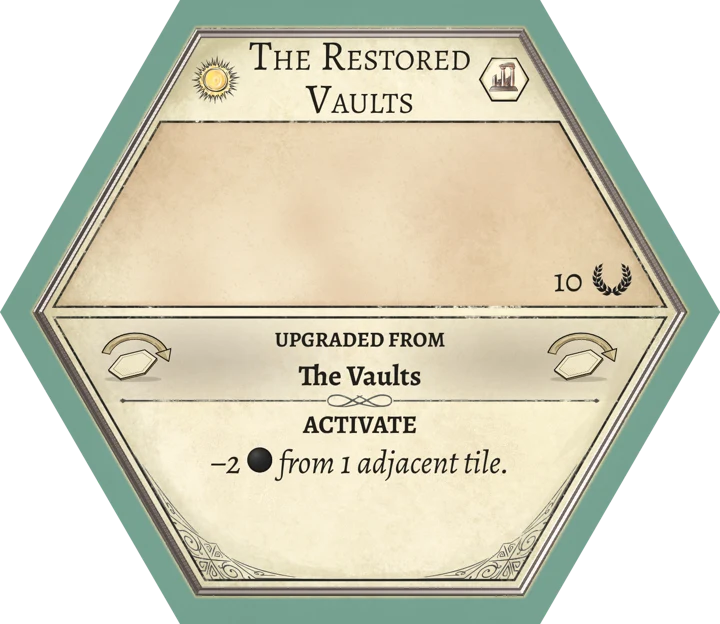 The Restored
Vaults
10
UPGRADED FROM
The Vaults
ACTIVATE
–2 from 1 adjacent tile.